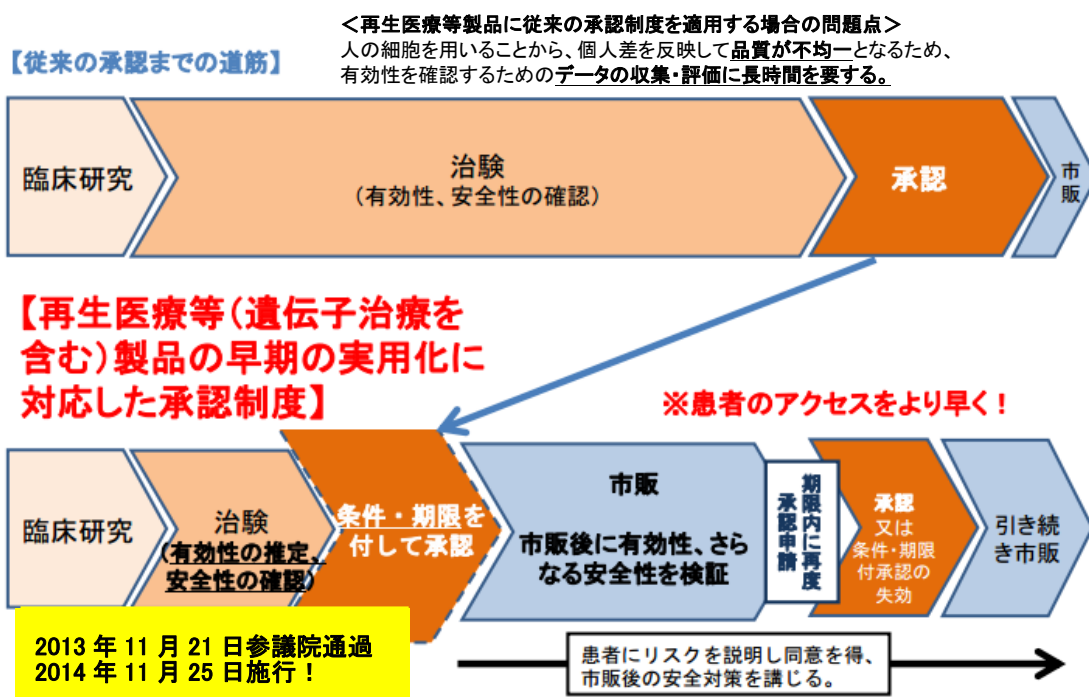 ＜再生医療等製品に従来の承認制度を適用する場合の問題点＞
人の細胞を用いることから、個人差を反映して品質が不均一となるため、
有効性を確認するためのデータの収集・評価に長時間を要する。
【従来の承認までの道筋】
臨床研究
治験
（有効性、安全性の確認）
承認
市
販
【再生医療等（遺伝子治療を
含む）製品の早期の実用化に
対応した承認制度】
※患者のアクセスをより早く！
臨床研究
治験
（有効性の推定、
安全性の確認）
条件・期限を
付して承認
市販
市販後に有効性、さら
なる安全性を検証
期限内に再度
承認申請
承認
又は
条件・期限
付承認の
失効
引き続
き市販
2013 年 11 月 21 日参議院通過
2014 年 11 月 25 日施行！
患者にリスクを説明し同意を得、
市販後の安全対策を講じる。